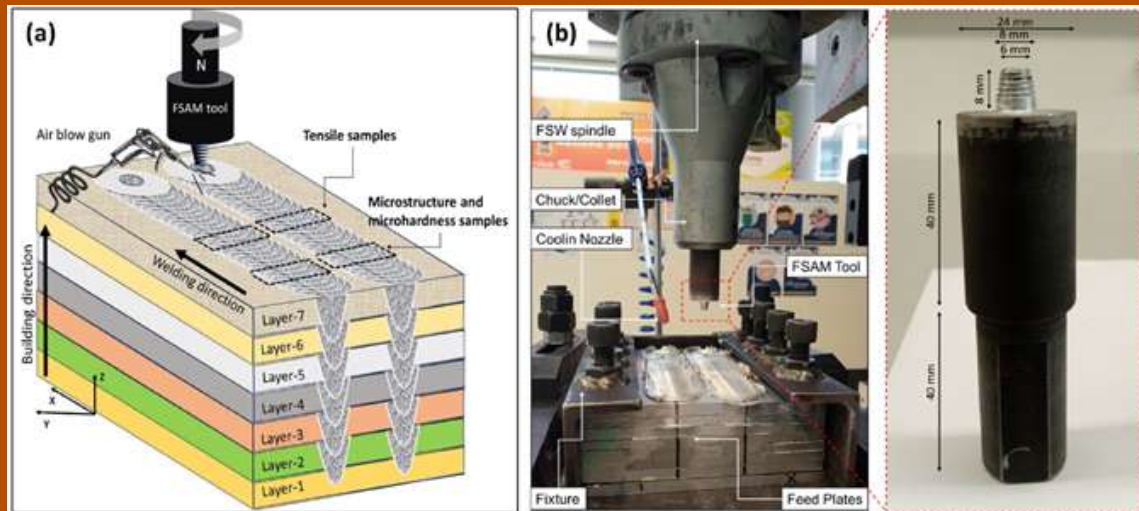 (a)
N
FSAM tool
Air blow gun
Tensile samples
Microstructure and
microhardness samples
Welding direction
Building direction
Layer-7
Layer-6
Layer-5
Layer-4
Layer-3
Layer-2
Layer-1
Z
X
Y
(b)
FSW spindle
Chuck/Collet
Coolin Nozzle
FSAM Tool
Fixture
Feed Plates
24 mm
8 mm
6 mm
8 mm
40 mm
40 mm